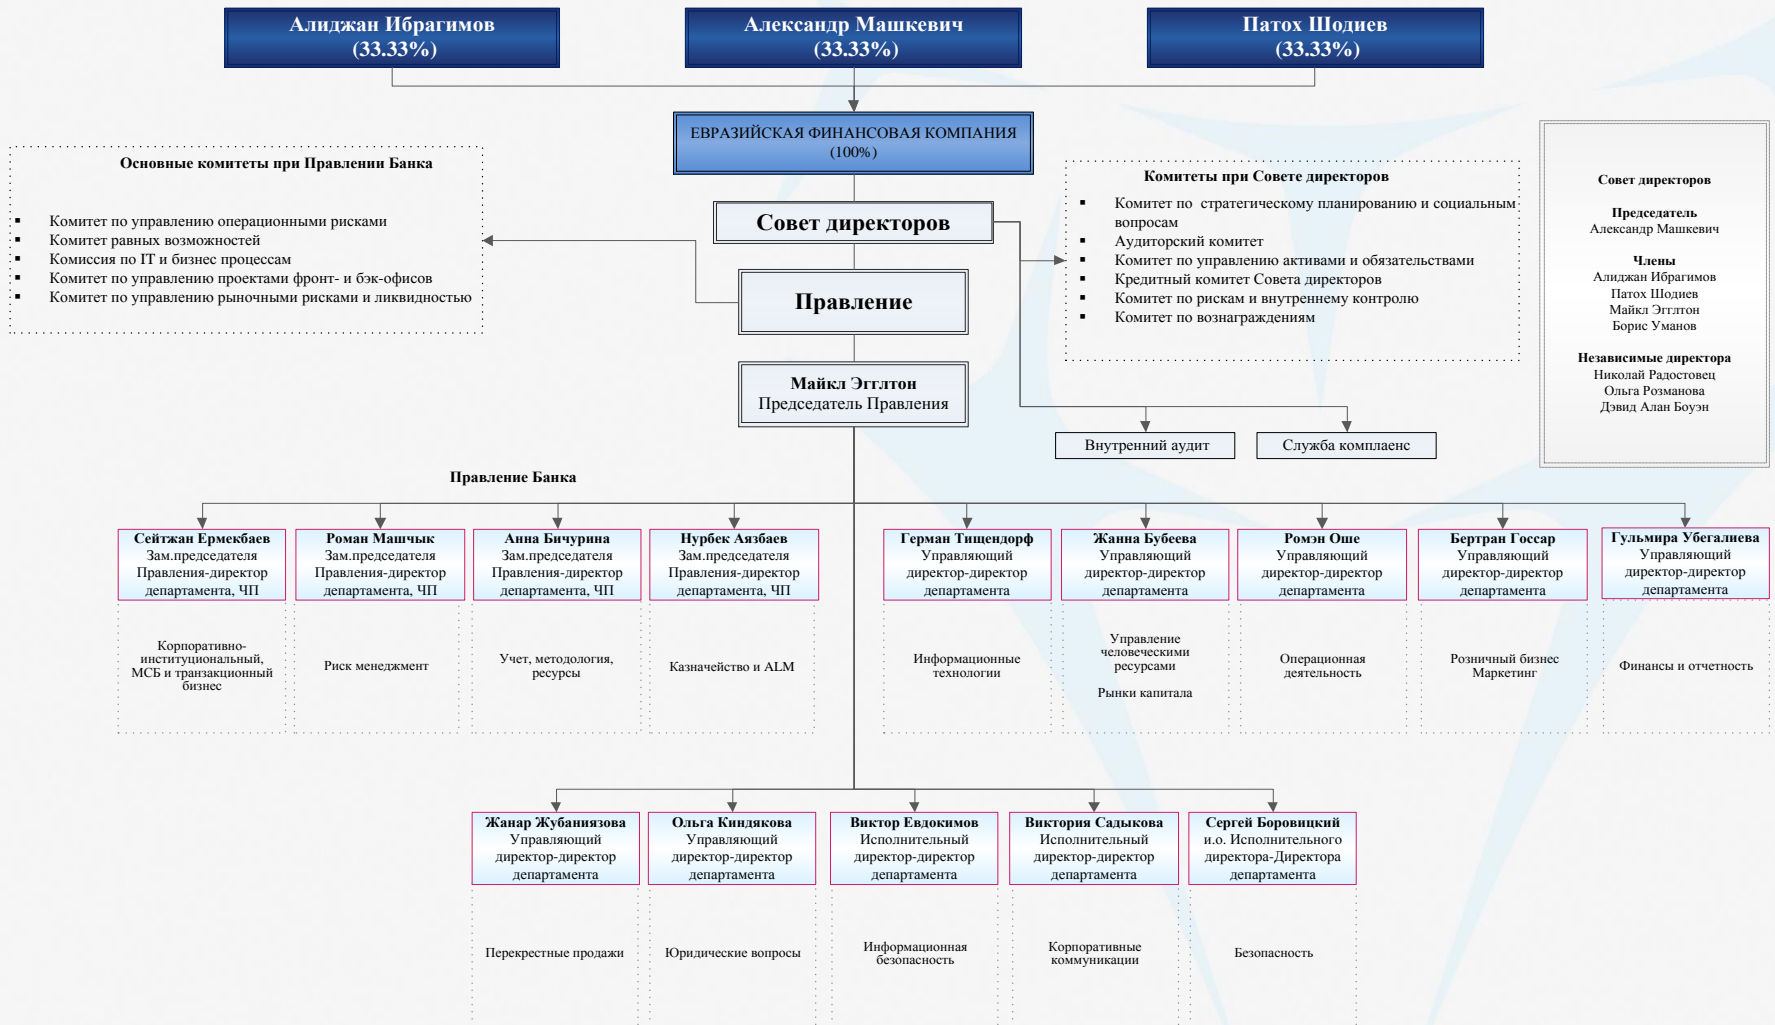 Алиджан Ибрагимов
(33.33%)
Александр Машкевич
(33.33%)
Патох Шодиев
(33.33%)
ЕВРАЗИЙСКАЯ ФИНАНСОВАЯ КОМПАНИЯ
(100%)
Основные комитеты при Правлении Банка
▪ Комитет по управлению операционными рисками
▪ Комитет равных возможностей
▪ Комиссия по IT и бизнес процессам
▪ Комитет по управлению проектами фронт- и бэк-офисов
▪ Комитет по управлению рыночными рисками и ликвидностью
Совет директоров
Правление
Майкл Эгглтон
Председатель Правления
Комитеты при Совете директоров
▪ Комитет по стратегическому планированию и социальным
вопросам
▪ Аудиторский комитет
▪ Комитет по управлению активами и обязательствами
▪ Кредитный комитет Совета директоров
▪ Комитет по рискам и внутреннему контролю
▪ Комитет по вознаграждениям
Совет директоров
Председатель
Александр Машкевич
Члены
Алиджан Ибрагимов
Патох Шодиев
Майкл Эгглтон
Борис Уманов
Независимые директора
Николай Радостовец
Ольга Розманова
Дэвид Алан Боуэн
Внутренний аудит
Служба комплаенс
Правление Банка
Сейтжан Ермекбаев
Зам.председателя
Правления-директор
департамента, ЧП
Корпоративно-
институциональный,
МСБ и транзакционный
бизнес
Роман Машчык
Зам.председателя
Правления-директор
департамента, ЧП
Риск менеджмент
Анна Бичурина
Зам.председателя
Правления-директор
департамента, ЧП
Учет, методология,
ресурсы
Нурбек Аязбаев
Зам.председателя
Правления-директор
департамента, ЧП
Казначейство и ALM
Герман Тищендорф
Управляющий
директор-директор
департамента
Информационные
технологии
Жанна Бубеева
Управляющий
директор-директор
департамента
Управление
человеческими
ресурсами
Рынки капитала
Ромэн Оше
Управляющий
директор-директор
департамента
Операционная
деятельность
Бертран Госсар
Управляющий
директор-директор
департамента
Розничный бизнес
Маркетинг
Гульмира Убегалиева
Управляющий
директор-директор
департамента
Финансы и отчетность
Жанар Жубаниязова
Управляющий
директор-директор
департамента
Перекрестные продажи
Ольга Киндякова
Управляющий
директор-директор
департамента
Юридические вопросы
Виктор Евдокимов
Исполнительный
директор-директор
департамента
Информационная
безопасность
Виктория Садыкова
Исполнительный
директор-директор
департамента
Корпоративные
коммуникации
Сергей Боровицкий
и.о. Исполнительного
директора-Директора
департамента
Безопасность